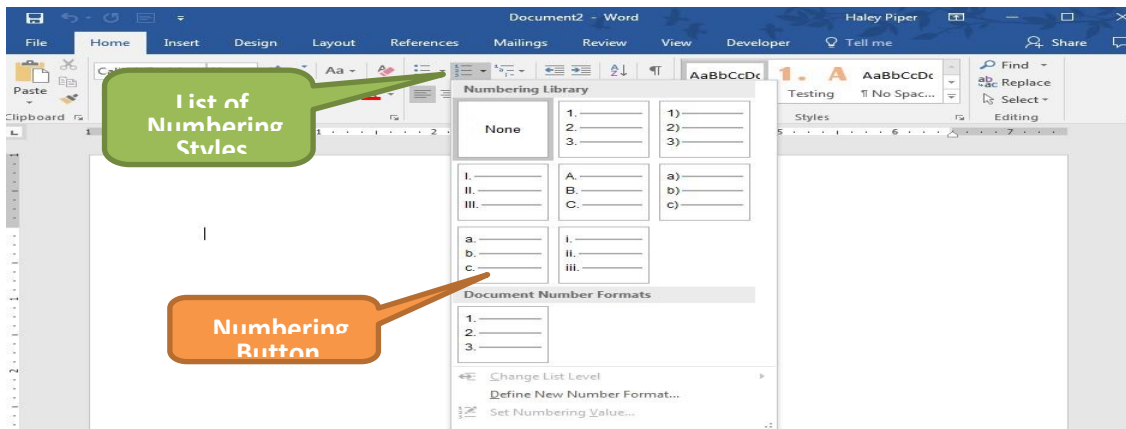 Document2 - Word
Haley Piper
File Home Insert Design Layout References Mailings Review View Developer Tell me Share
Paste
Aa
AaBbCcDc 1. A AaBbCcDc
Testing ¶ No Spac...
Find
Replace
Select
Clipboard
Styles
Editing
List of
Numbering
Styles
Numbering Library
None
1.
2.
3.
1)
2)
3)
I.
II.
III.
A.
B.
C.
a)
b)
c)
a.
b.
c.
i.
ii.
iii.
Numbering
Button
Document Number Formats
1.
2.
3.
Change List Level
Define New Number Format...
Set Numbering Value...